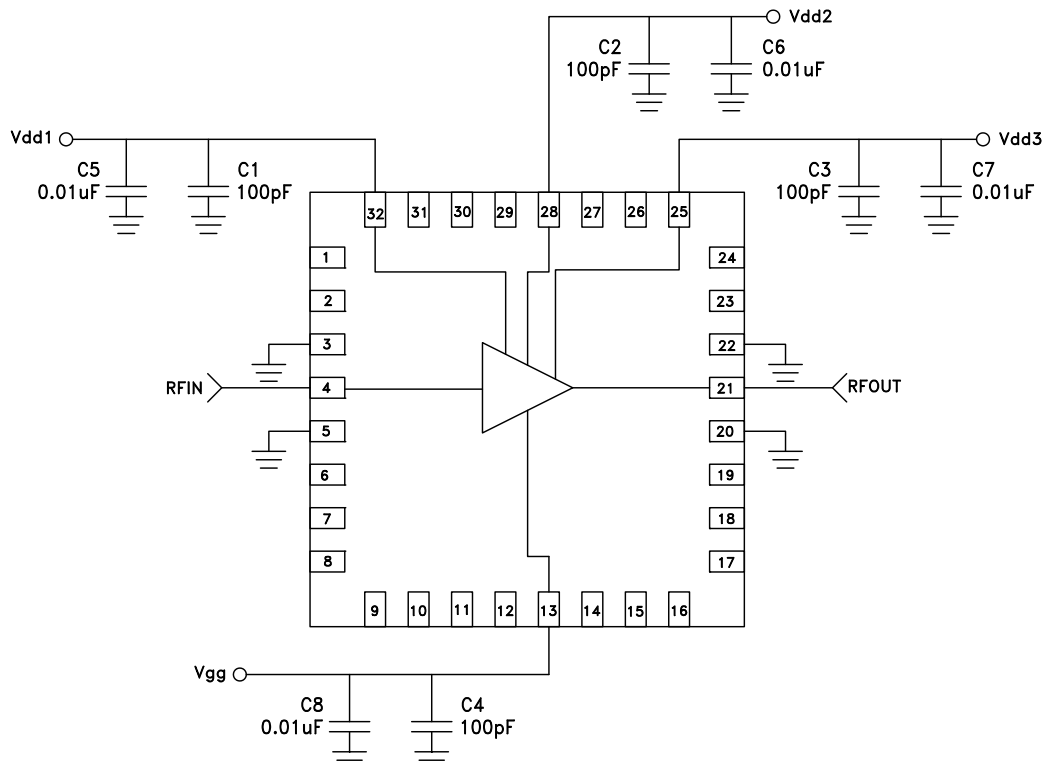 Vdd2
C2
100pF
C6
0.01uF
Vdd1
Vdd3
C5
0.01uF
C1
100pF
C3
100pF
C7
0.01uF
32 31 30 29 28 27 26 25
1 24
2 23
3 22
RFIN 4 21 RFOUT
5 20
6 19
7 18
8 17
9 10 11 12 13 14 15 16
Vgg
C8
0.01uF
C4
100pF